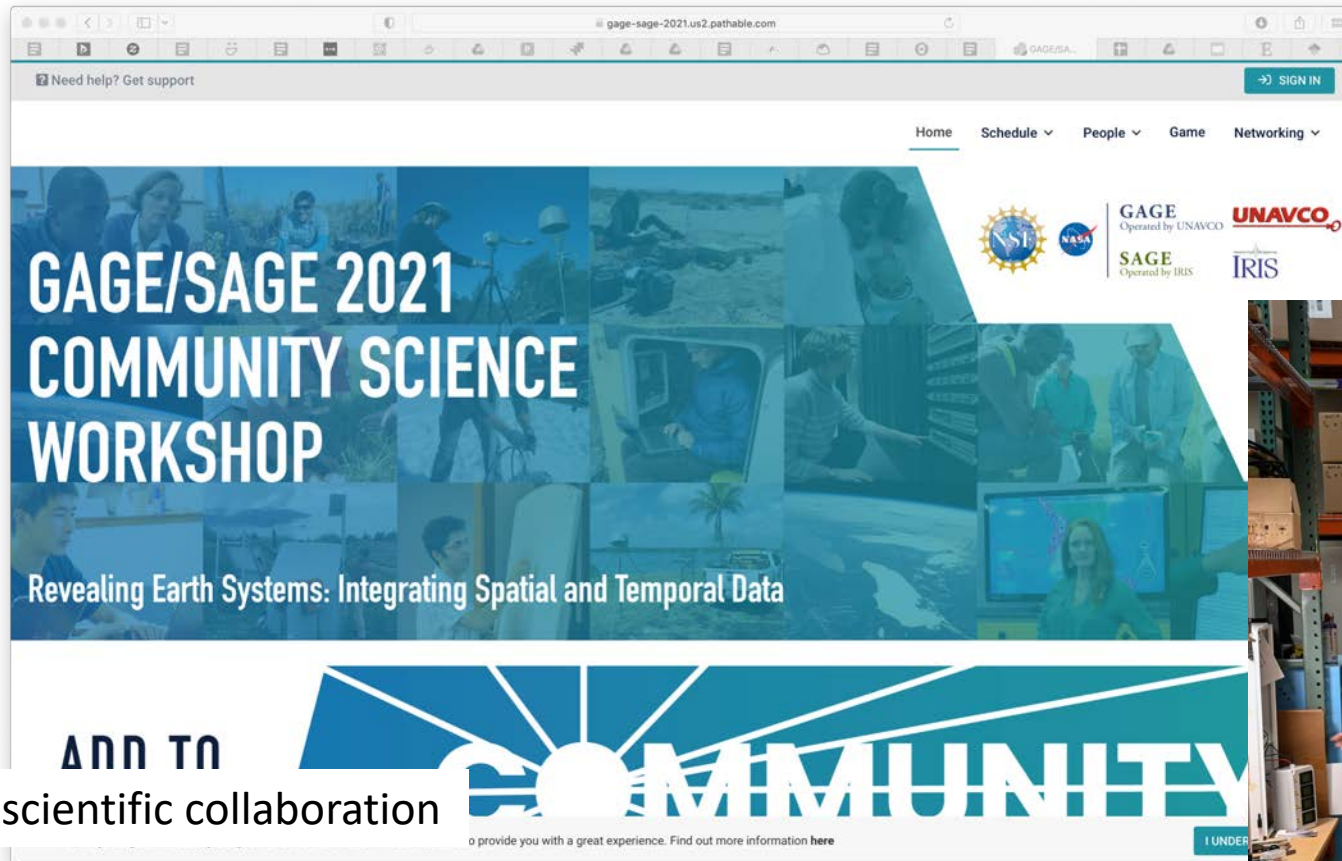 gage-sage-2021.us2.pathable.com
GAGE/SA...
Need help? Get support
SIGN IN
Home Schedule People Game Networking
NSF NASA
GAGE
Operated by UNAVCO
UNAVCO
SAGE
Operated by IRIS
IRIS
GAGE/SAGE 2021
COMMUNITY SCIENCE
WORKSHOP
Revealing Earth Systems: Integrating Spatial and Temporal Data
ADD TO
COMMUNITY
scientific collaboration
to provide you with a great experience. Find out more information here
I UNDER